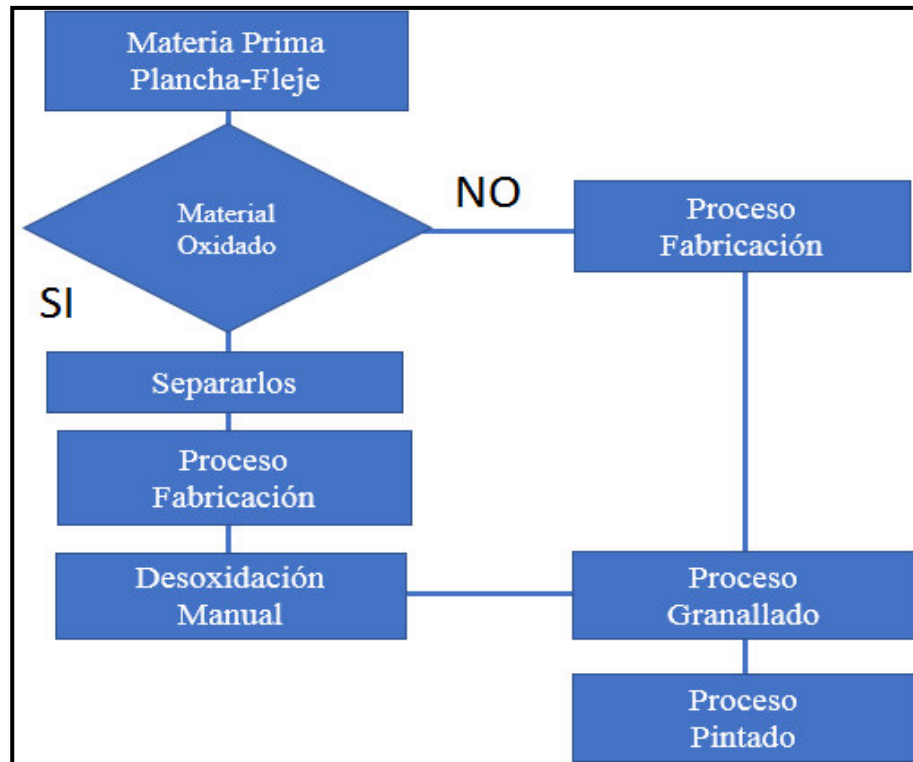 Materia Prima
Plancha-Fleje
Material
Oxidado
NO
Proceso
Fabricación
SI
Separarlos
Proceso
Fabricación
Desoxidación
Manual
Proceso
Granallado
Proceso
Pintado